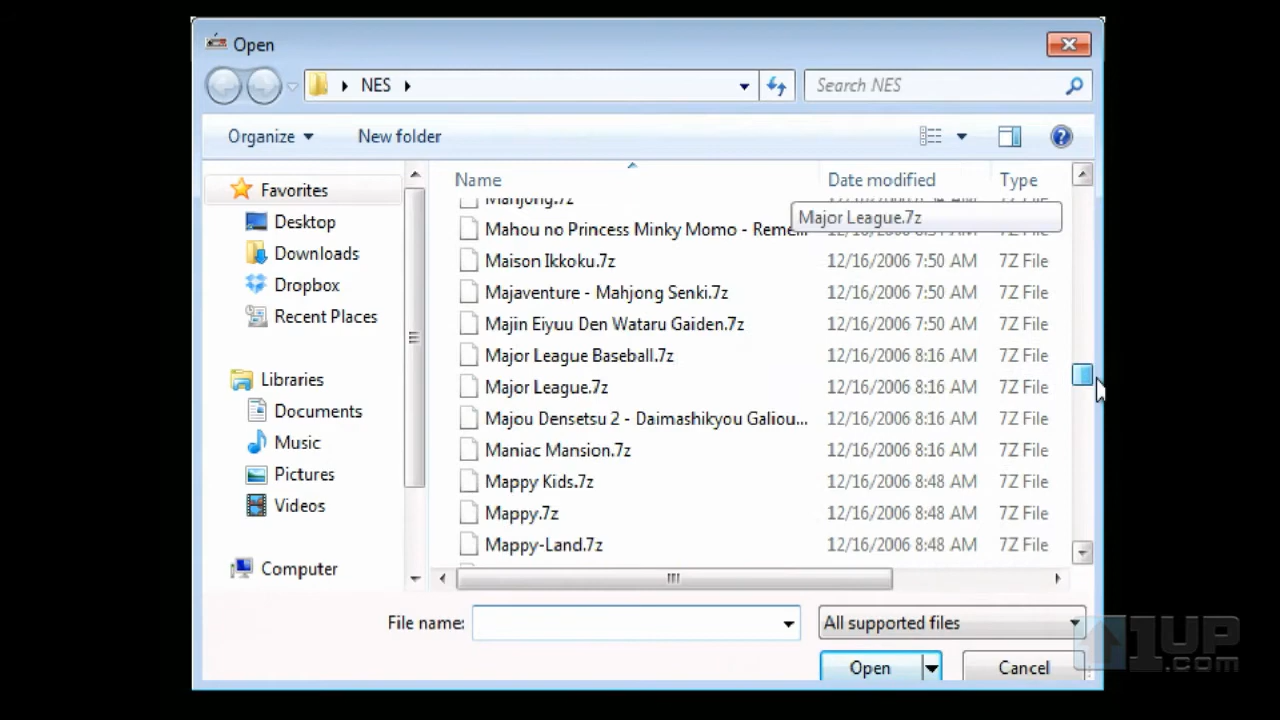 Open
NES
Search NES
Organize
New folder
Name
Date modified
Type
Favorites
Desktop
Downloads
Dropbox
Recent Places
Libraries
Documents
Music
Pictures
Videos
Computer
Mahjong.7z
Major League.7z
Mahou no Princess Minky Momo - Reme...
Maison Ikkoku.7z 12/16/2006 7:50 AM 7Z File
Majaventure - Mahjong Senki.7z 12/16/2006 7:50 AM 7Z File
Majin Eiyuu Den Wataru Gaiden.7z 12/16/2006 7:50 AM 7Z File
Major League Baseball.7z 12/16/2006 8:16 AM 7Z File
Major League.7z 12/16/2006 8:16 AM 7Z File
Majou Densetsu 2 - Daimashikyou Galiou... 12/16/2006 8:16 AM 7Z File
Maniac Mansion.7z 12/16/2006 8:16 AM 7Z File
Mappy Kids.7z 12/16/2006 8:48 AM 7Z File
Mappy.7z 12/16/2006 8:48 AM 7Z File
Mappy-Land.7z 12/16/2006 8:48 AM 7Z File
File name:
All supported files
Open
Cancel
1UP
.com